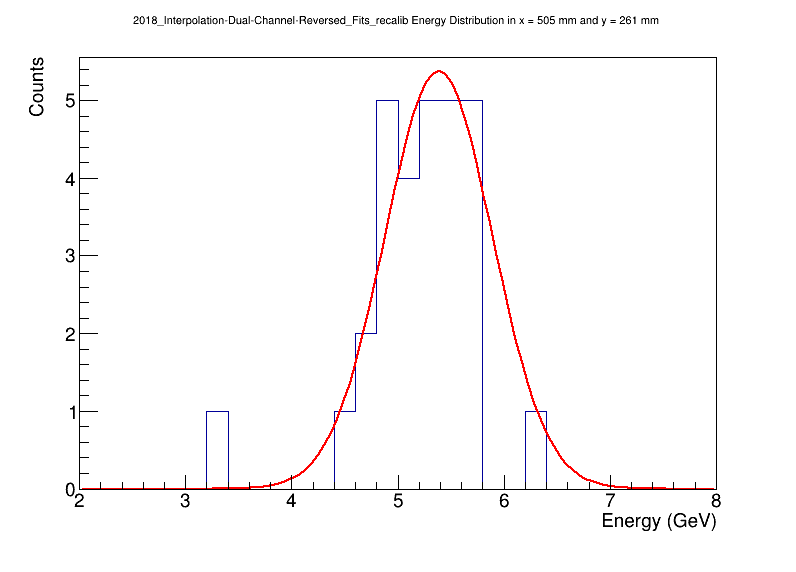 2018_Interpolation-Dual-Channel-Reversed_Fits_recalib Energy Distribution in x = 505 mm and y = 261 mm
Counts
5
4
3
2
1
0
2 3 4 5 6 7 8
Energy (GeV)